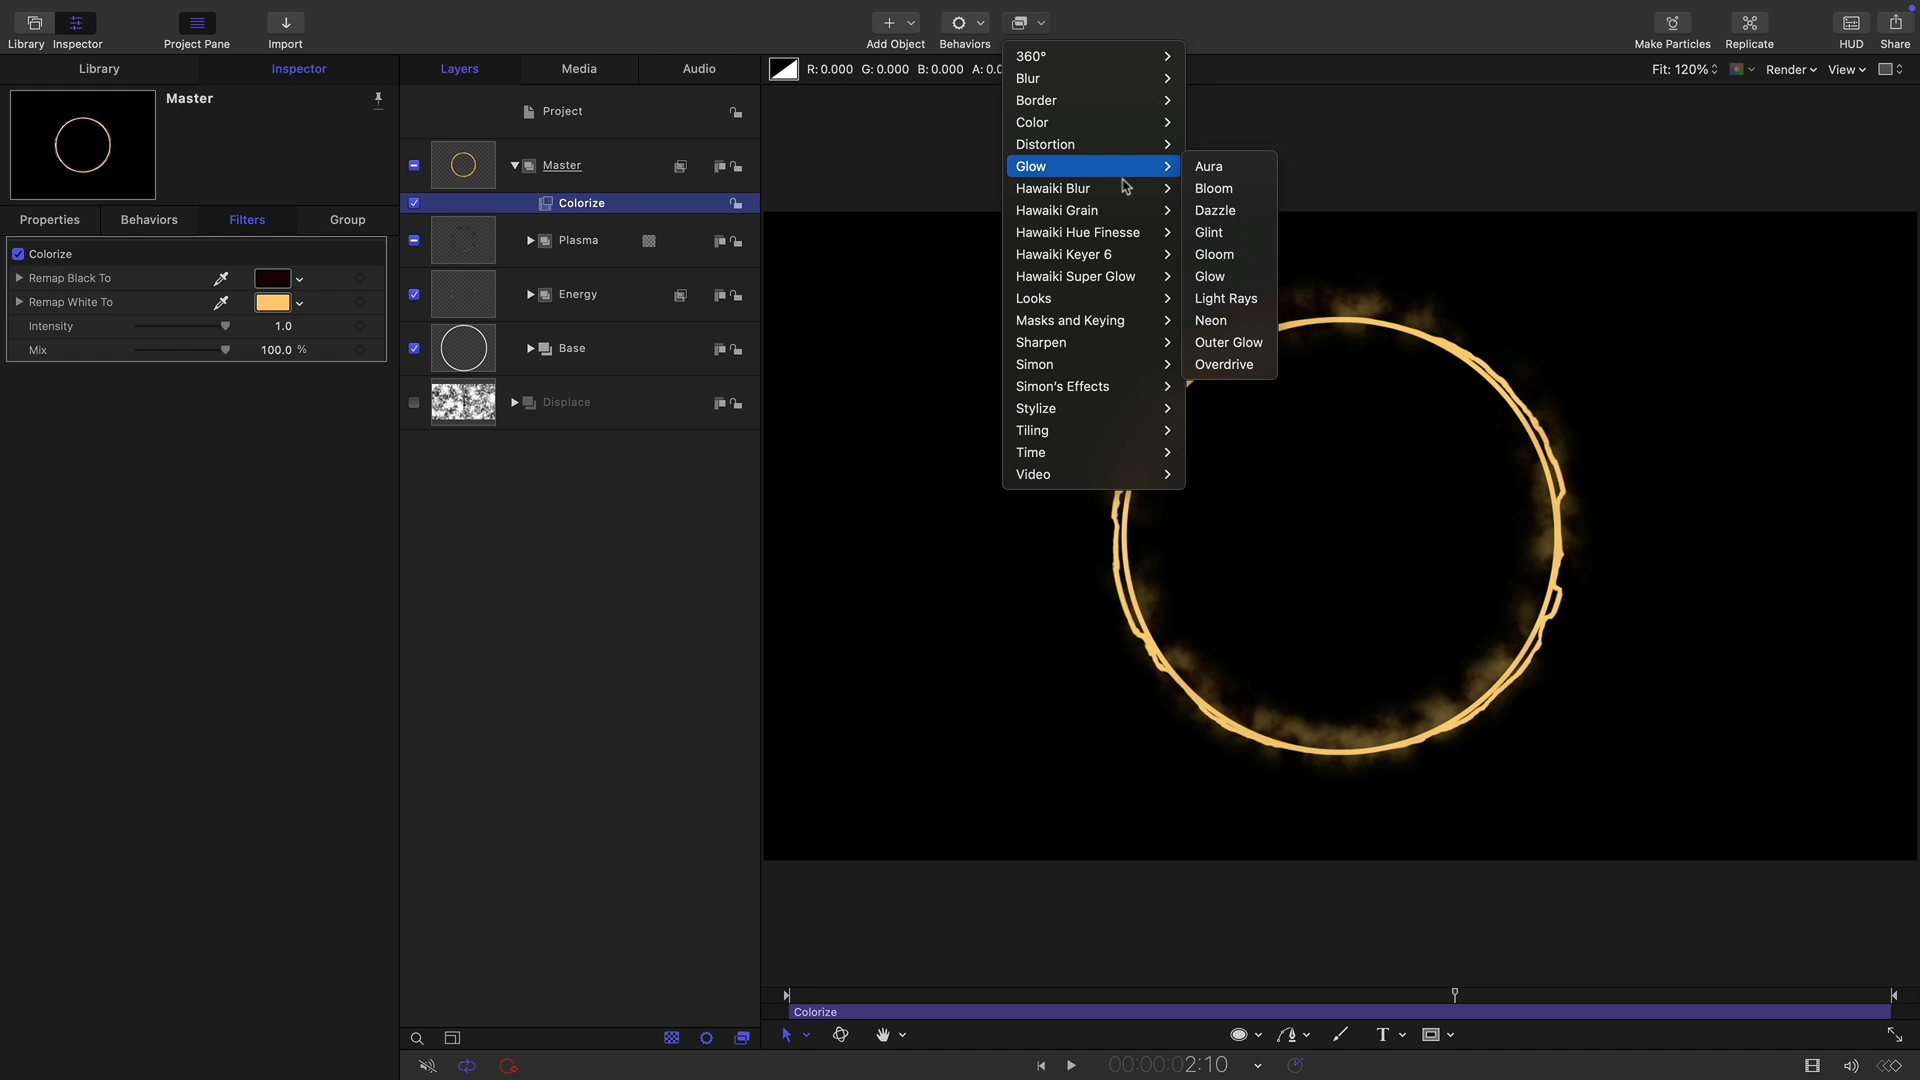 Library Inspector
Project Pane
Import
Add Object
Behaviors
Make Particles
Replicate
HUD
Share
Library
Inspector
Layers
Media
Audio
R: 0.000 G: 0.000 B: 0.000 A: 0.0
Fit: 120%
Render
View
Master
Properties
Behaviors
Filters
Group
Colorize
Remap Black To
Remap White To
Intensity 1.0
Mix 100.0 %
Project
Master
Colorize
Plasma
Energy
Base
Displace
360°
Blur
Border
Color
Distortion
Glow
Hawaiki Blur
Hawaiki Grain
Hawaiki Hue Finesse
Hawaiki Keyer 6
Hawaiki Super Glow
Looks
Masks and Keying
Sharpen
Simon
Simon's Effects
Stylize
Tiling
Time
Video
Aura
Bloom
Dazzle
Glint
Gloom
Glow
Light Rays
Neon
Outer Glow
Overdrive
Colorize
T
00:00:02:10